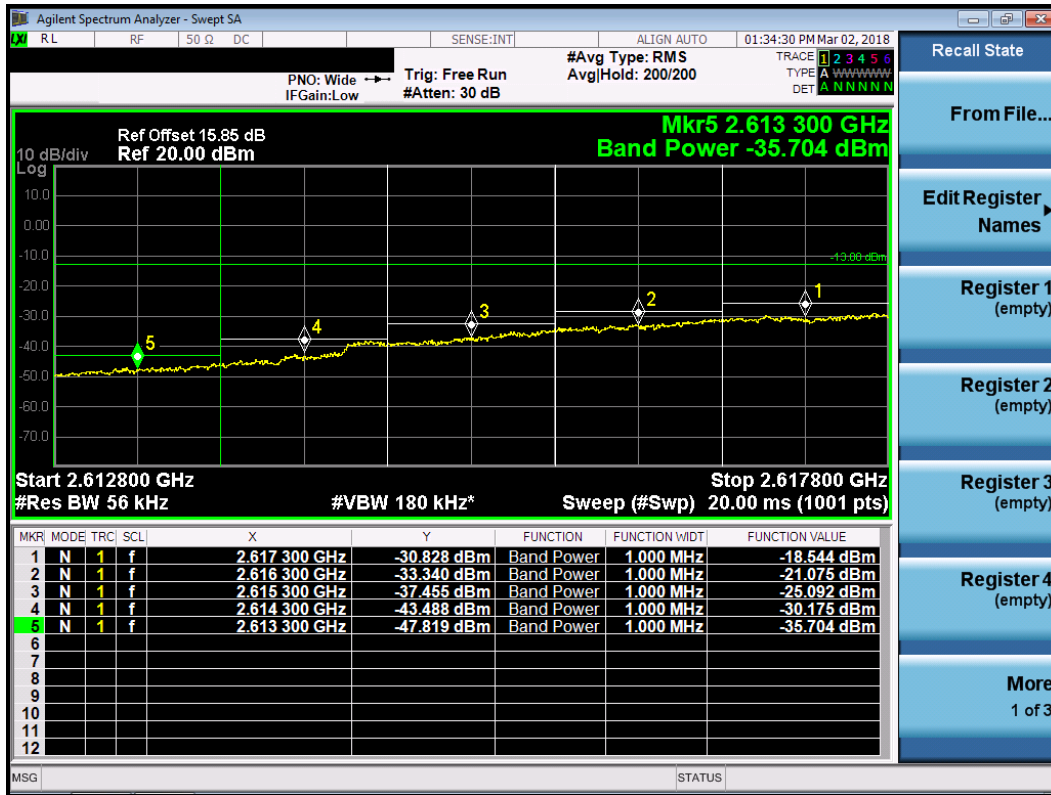 Agilent Spectrum Analyzer - Swept SA
LXI RL RF 50 Ω DC SENSE:INT ALIGN AUTO 01:34:30 PM Mar 02, 2018
PNO: Wide Trig: Free Run #Avg Type: RMS TRACE 1 2 3 4 5 6
IFGain:Low #Atten: 30 dB Avg|Hold: 200/200 TYPE A WWWWW
DET A N N N N N
Recall State
Mkr5 2.613 300 GHz
Band Power -35.704 dBm
Ref Offset 15.85 dB
10 dB/div Ref 20.00 dBm
Log
10.0
0.00
-10.0
-13.00 dBm
-20.0
-30.0
-40.0
-50.0
-60.0
-70.0
5
4
3
2
1
Start 2.612800 GHz Stop 2.617800 GHz
#Res BW 56 kHz #VBW 180 kHz* Sweep (#Swp) 20.00 ms (1001 pts)
MKR MODE TRC SCL X Y FUNCTION FUNCTION WIDT FUNCTION VALUE
1 N 1 f 2.617 300 GHz -30.828 dBm Band Power 1.000 MHz -18.544 dBm
2 N 1 f 2.616 300 GHz -33.340 dBm Band Power 1.000 MHz -21.075 dBm
3 N 1 f 2.615 300 GHz -37.455 dBm Band Power 1.000 MHz -25.092 dBm
4 N 1 f 2.614 300 GHz -43.488 dBm Band Power 1.000 MHz -30.175 dBm
5 N 1 f 2.613 300 GHz -47.819 dBm Band Power 1.000 MHz -35.704 dBm
6
7
8
9
10
11
12
MSG STATUS
From File...
Edit Register
Names
Register 1
(empty)
Register 2
(empty)
Register 3
(empty)
Register 4
(empty)
More
1 of 3